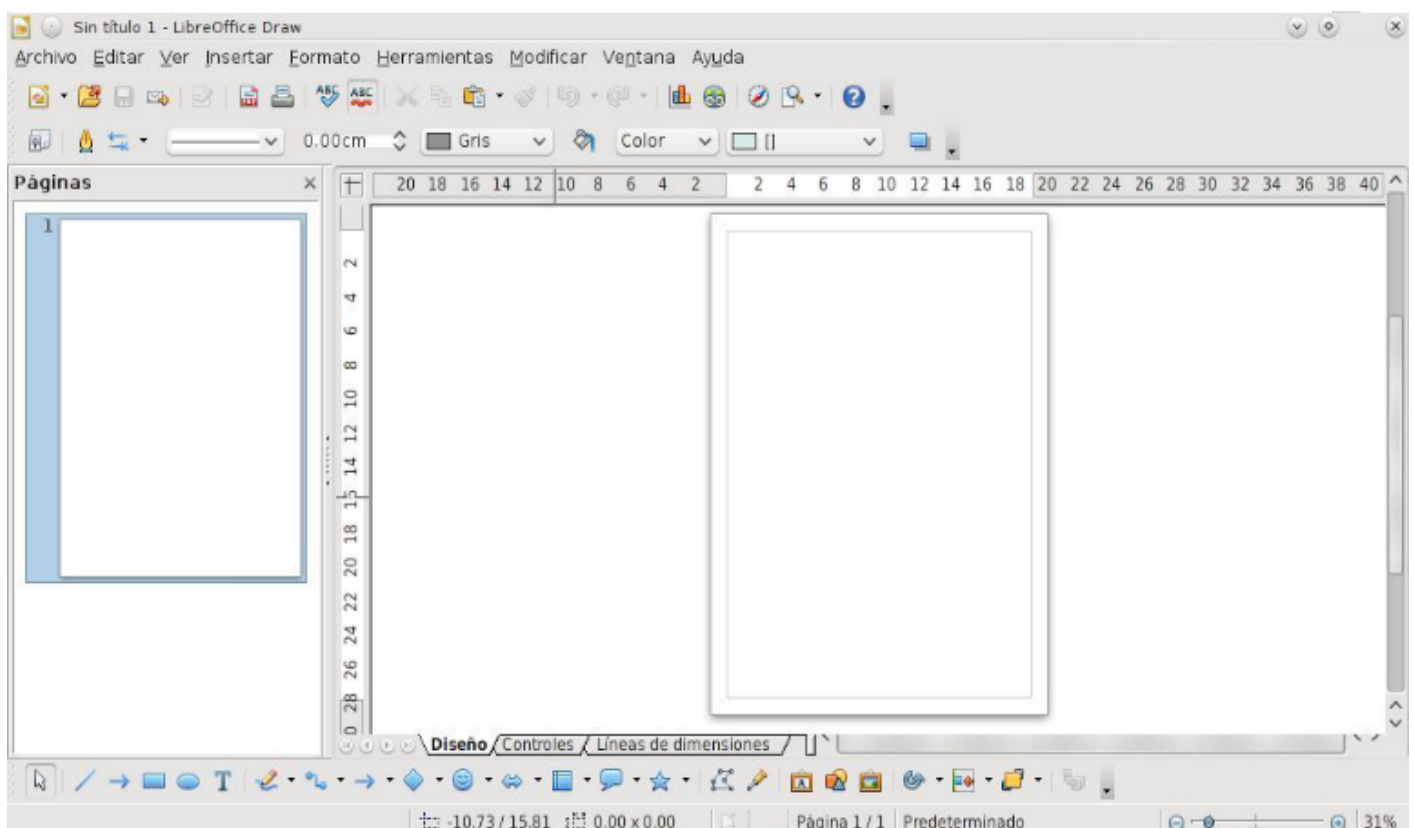 Sin título 1 - LibreOffice Draw
Archivo Editar Ver Insertar Formato Herramientas Modificar Ventana Ayuda
ABC ABC
0.00cm Gris Color []
Páginas
20 18 16 14 12 10 8 6 4 2 2 4 6 8 10 12 14 16 18 20 22 24 26 28 30 32 34 36 38 40
1
2
4
6
8
10
12
14
18
20
22
24
26
28
Diseño Controles Líneas de dimensiones
T
-10.73 / 15.81 0.00 x 0.00 Página 1 / 1 Predeterminado 31%